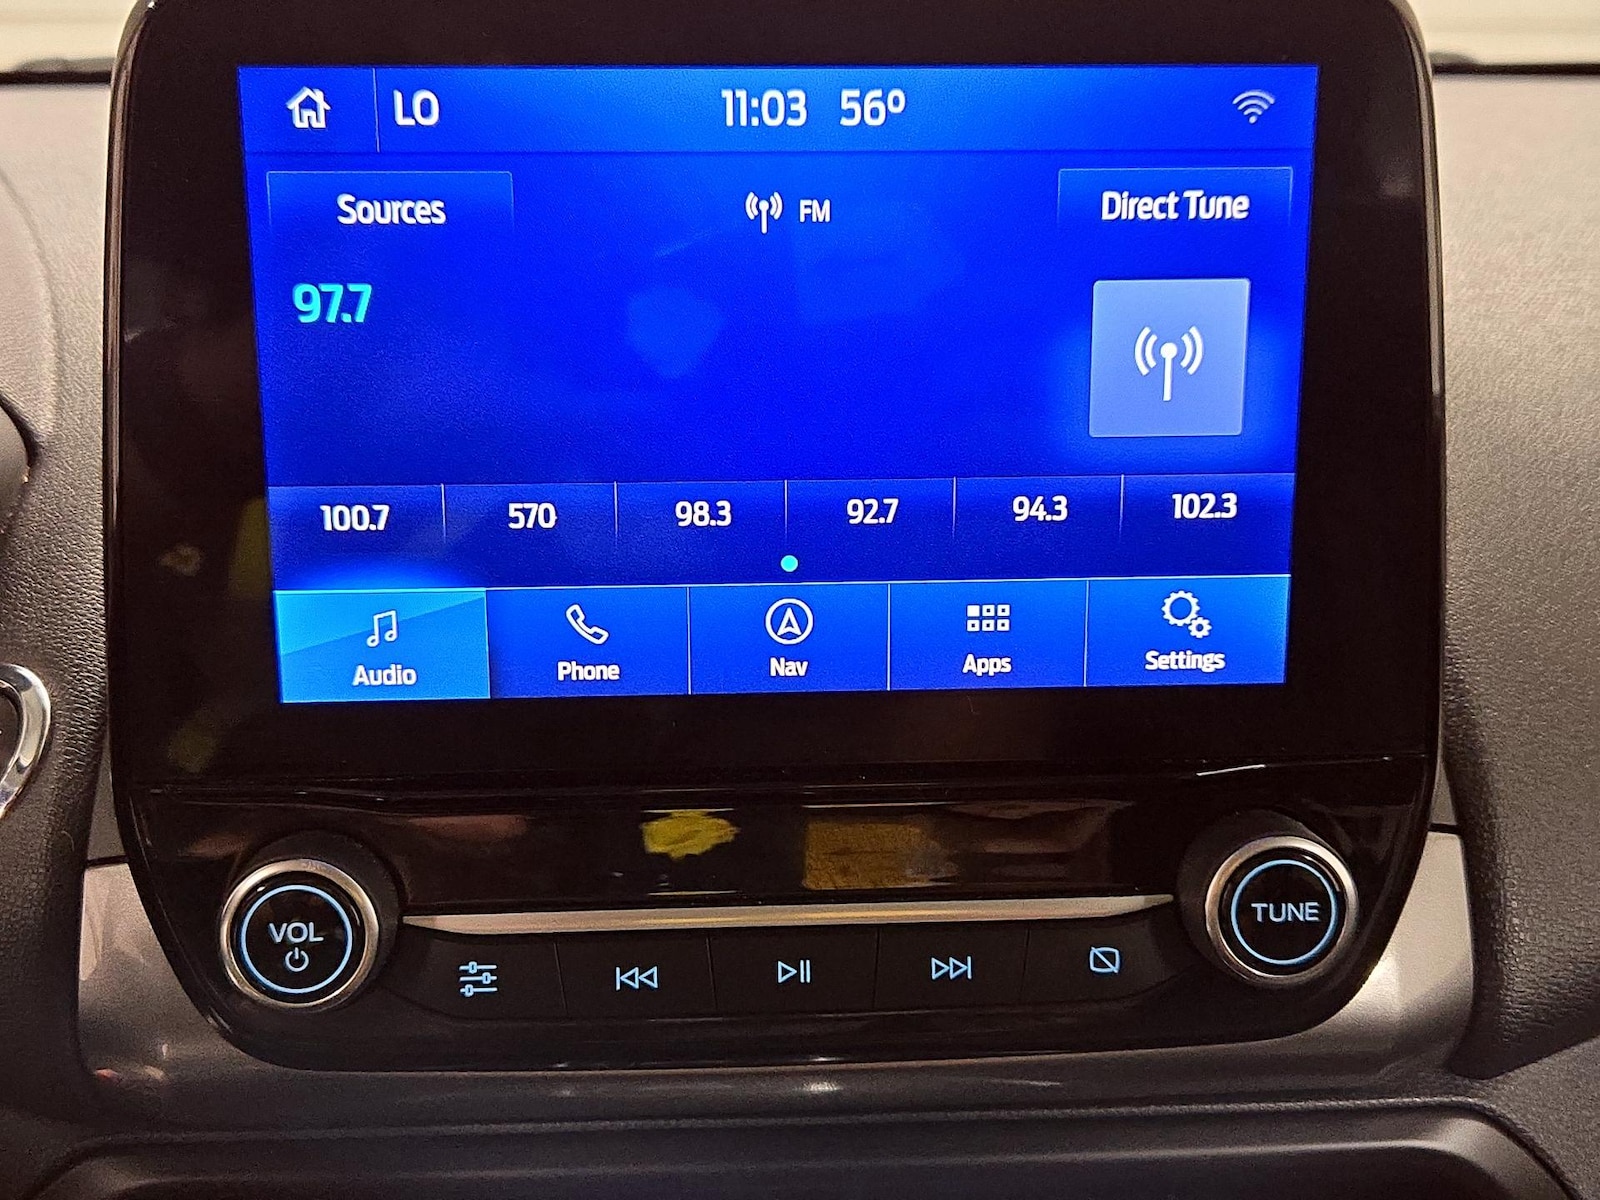 LO 11:03 56°
Sources FM Direct Tune
97.7
100.7 570 98.3 92.7 94.3 102.3
Audio Phone Nav Apps Settings
VOL TUNE